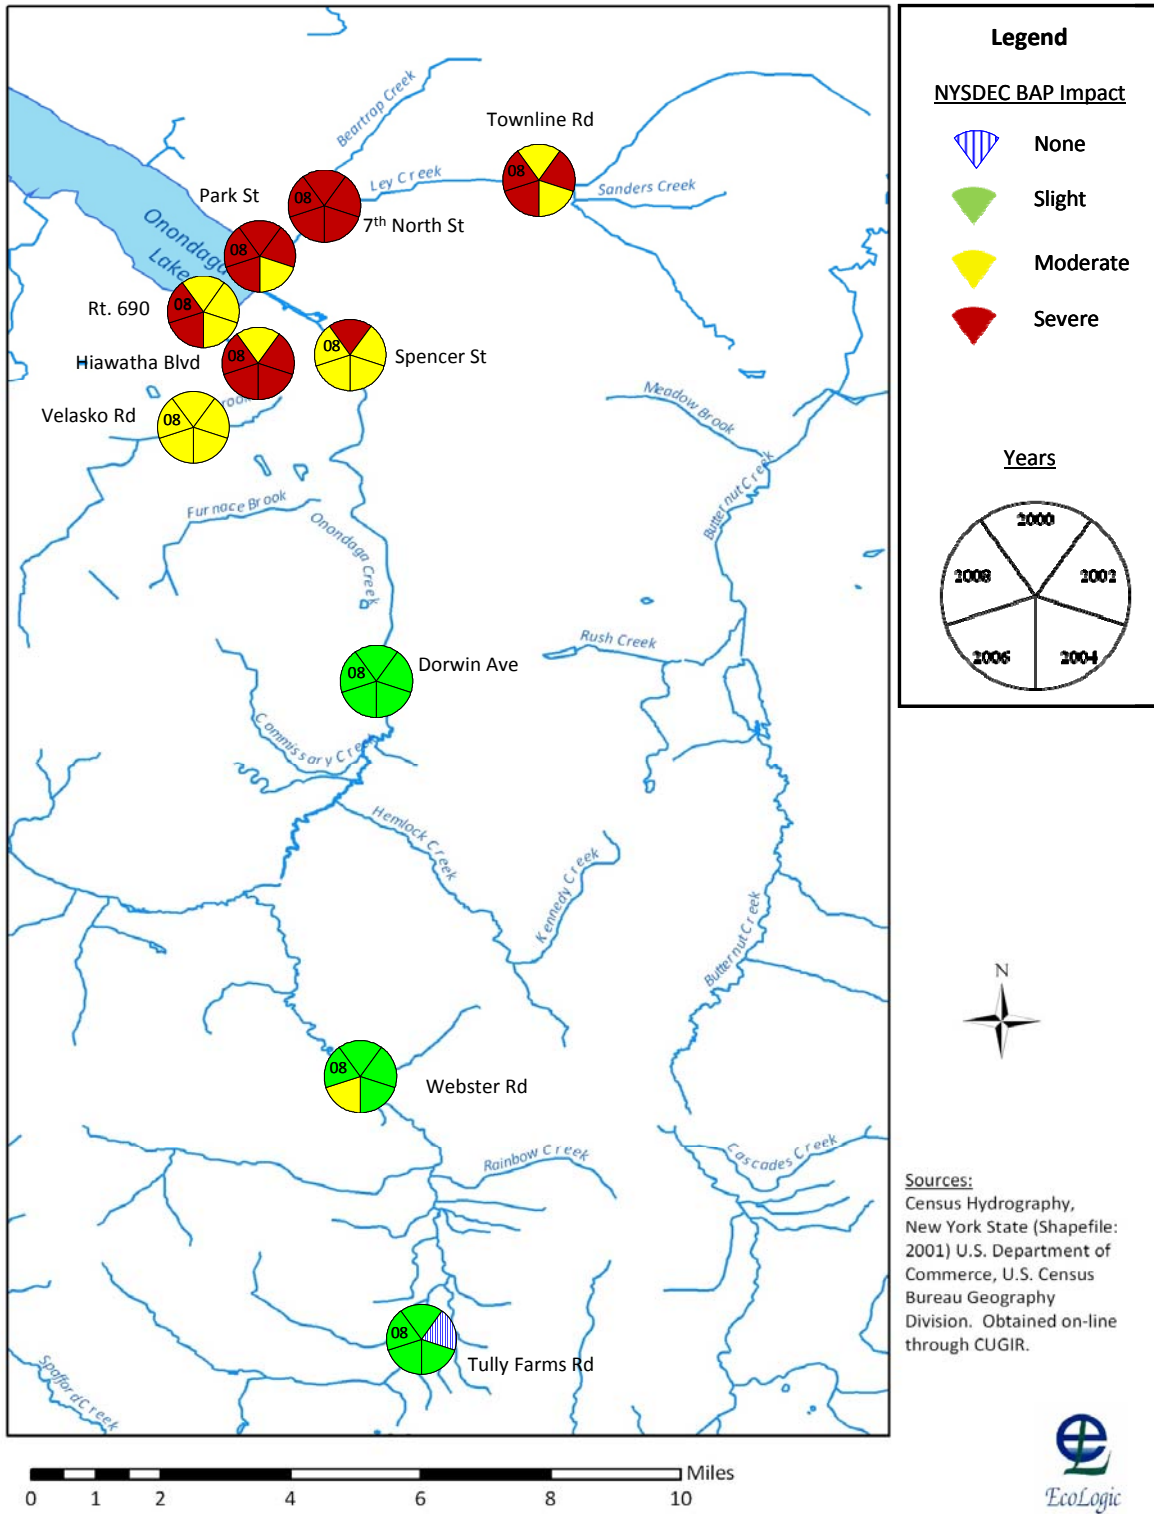 Legend
NYSDEC BAP Impact
None
Slight
Moderate
Severe
Years
2000
2002
2004
2006
2008
Beartrap Creek
Townline Rd
08
Ley Creek
Sanders Creek
Park St
08
7th North St
Onondaga
Lake
08
Rt. 690
08
Hiawatha Blvd
08
08
Spencer St
Velasko Rd
08
Meadow Brook
Butternut Creek
Furnace Brook
Onondaga Creek
Rush Creek
08
Dorwin Ave
Commissary Creek
Hemlock Creek
Kennedy Creek
Butternut Creek
N
08
Webster Rd
Rainbow Creek
Cascades Creek
08
Tully Farms Rd
Spafford Creek
Sources:
Census Hydrography,
New York State (Shapefile:
2001) U.S. Department of
Commerce, U.S. Census
Bureau Geography
Division. Obtained on-line
through CUGIR.
EcoLogic
Miles
0 1 2 4 6 8 10